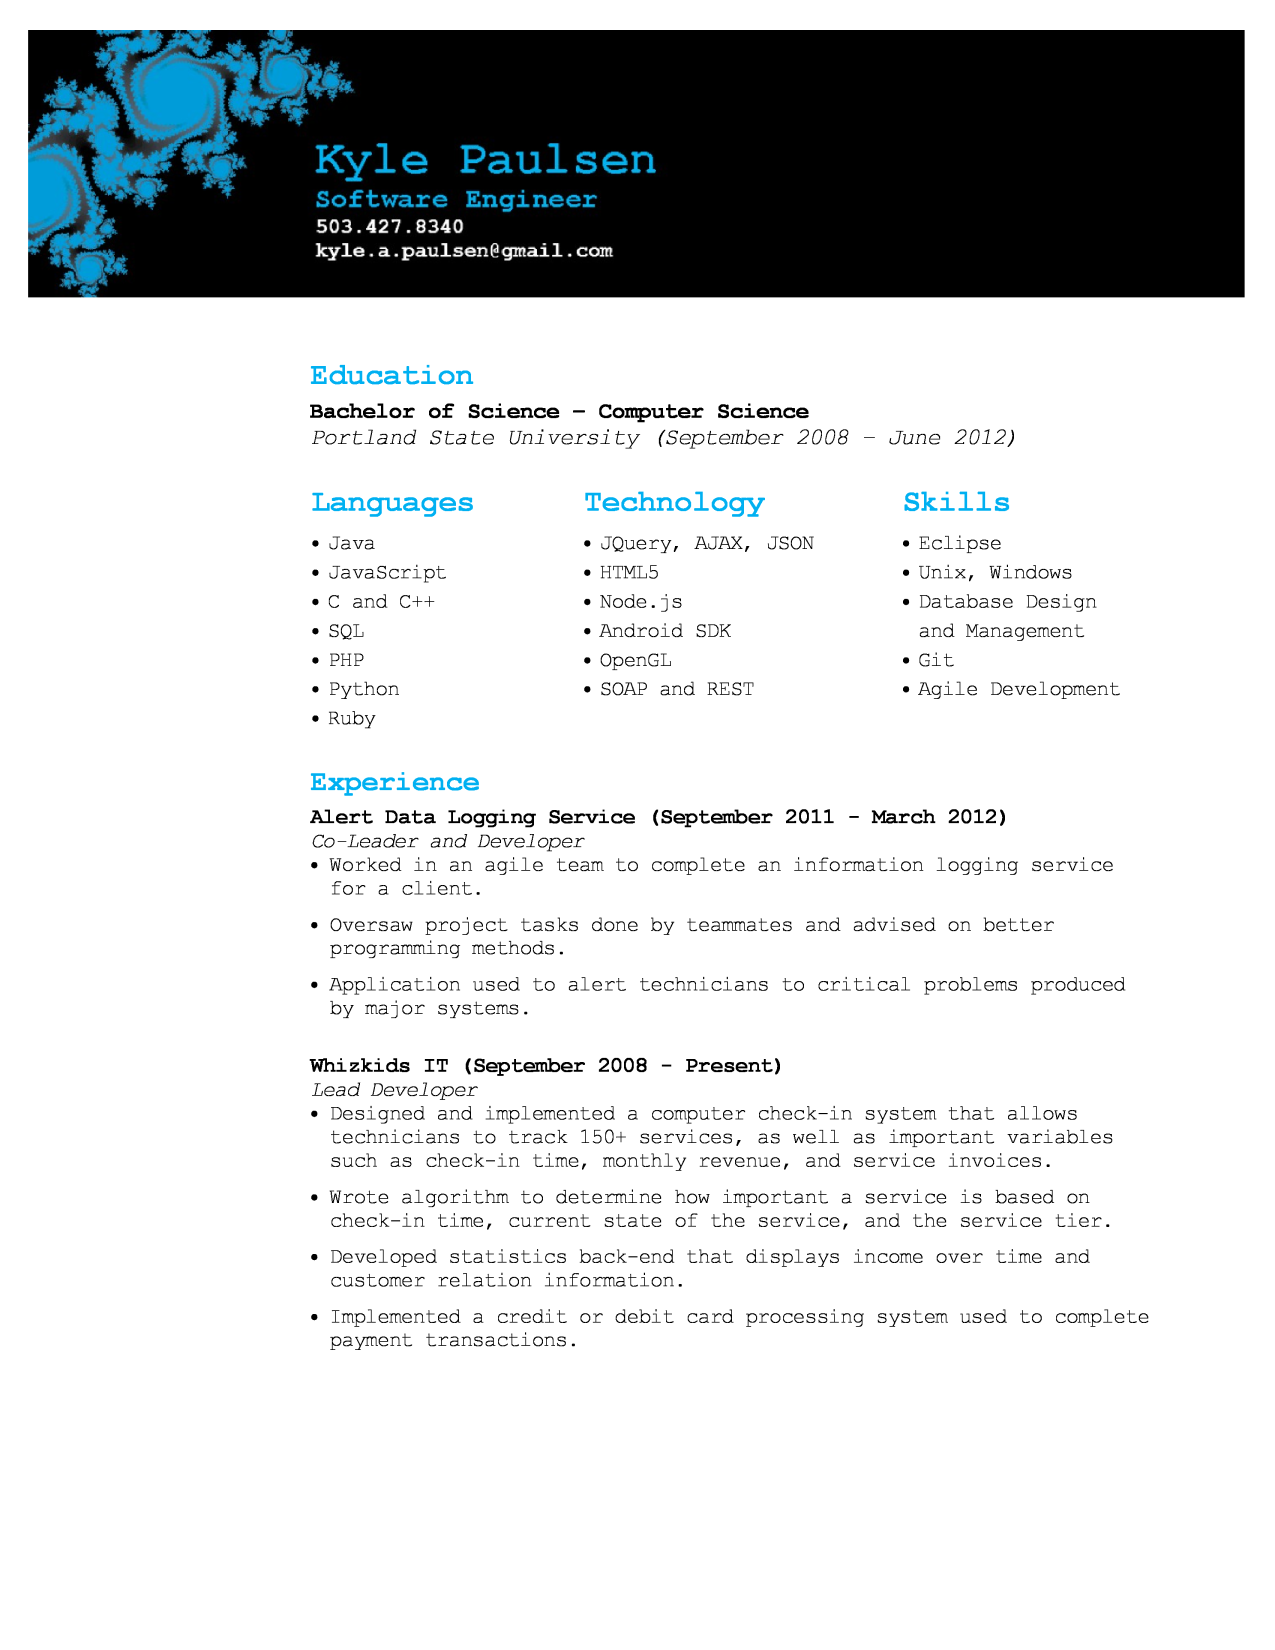 Kyle Paulsen
Software Engineer
503.427.8340
kyle.a.paulsen@gmail.com
Education
Bachelor of Science – Computer Science
Portland State University (September 2008 – June 2012)
Languages
• Java
• JavaScript
• C and C++
• SQL
• PHP
• Python
• Ruby
Technology
• JQuery, AJAX, JSON
• HTML5
• Node.js
• Android SDK
• OpenGL
• SOAP and REST
Skills
• Eclipse
• Unix, Windows
• Database Design
and Management
• Git
• Agile Development
Experience
Alert Data Logging Service (September 2011 - March 2012)
Co-Leader and Developer
• Worked in an agile team to complete an information logging service
for a client.
• Oversaw project tasks done by teammates and advised on better
programming methods.
• Application used to alert technicians to critical problems produced
by major systems.
Whizkids IT (September 2008 - Present)
Lead Developer
• Designed and implemented a computer check-in system that allows
technicians to track 150+ services, as well as important variables
such as check-in time, monthly revenue, and service invoices.
• Wrote algorithm to determine how important a service is based on
check-in time, current state of the service, and the service tier.
• Developed statistics back-end that displays income over time and
customer relation information.
• Implemented a credit or debit card processing system used to complete
payment transactions.